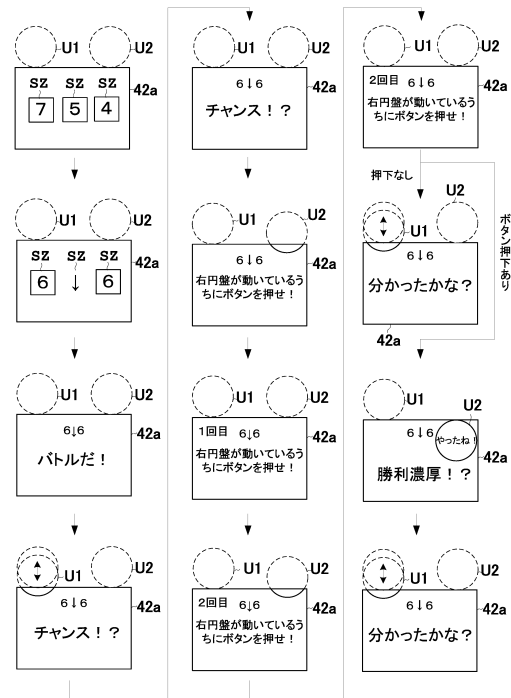 U1 U2
SZ SZ SZ
7 5 4
42a
U1 U2
SZ SZ SZ
6 ↓ 6
42a
U1 U2
6↓6
バトルだ！
42a
U1 U2
6↓6
チャンス！？
42a
U1 U2
6↓6
チャンス！？
42a
U1 U2
6↓6
右円盤が動いているう
ちにボタンを押せ！
42a
U1 U2
1回目 6↓6
右円盤が動いているう
ちにボタンを押せ！
42a
U1 U2
2回目 6↓6
右円盤が動いているう
ちにボタンを押せ！
42a
U1 U2
2回目 6↓6
右円盤が動いているう
ちにボタンを押せ！
42a
押下なし
ボタン押下あり
U1 U2
6↓6
分かったかな？
42a
U1 U2
6↓6
やったね！
勝利濃厚！？
42a
U1 U2
6↓6
分かったかな？
42a